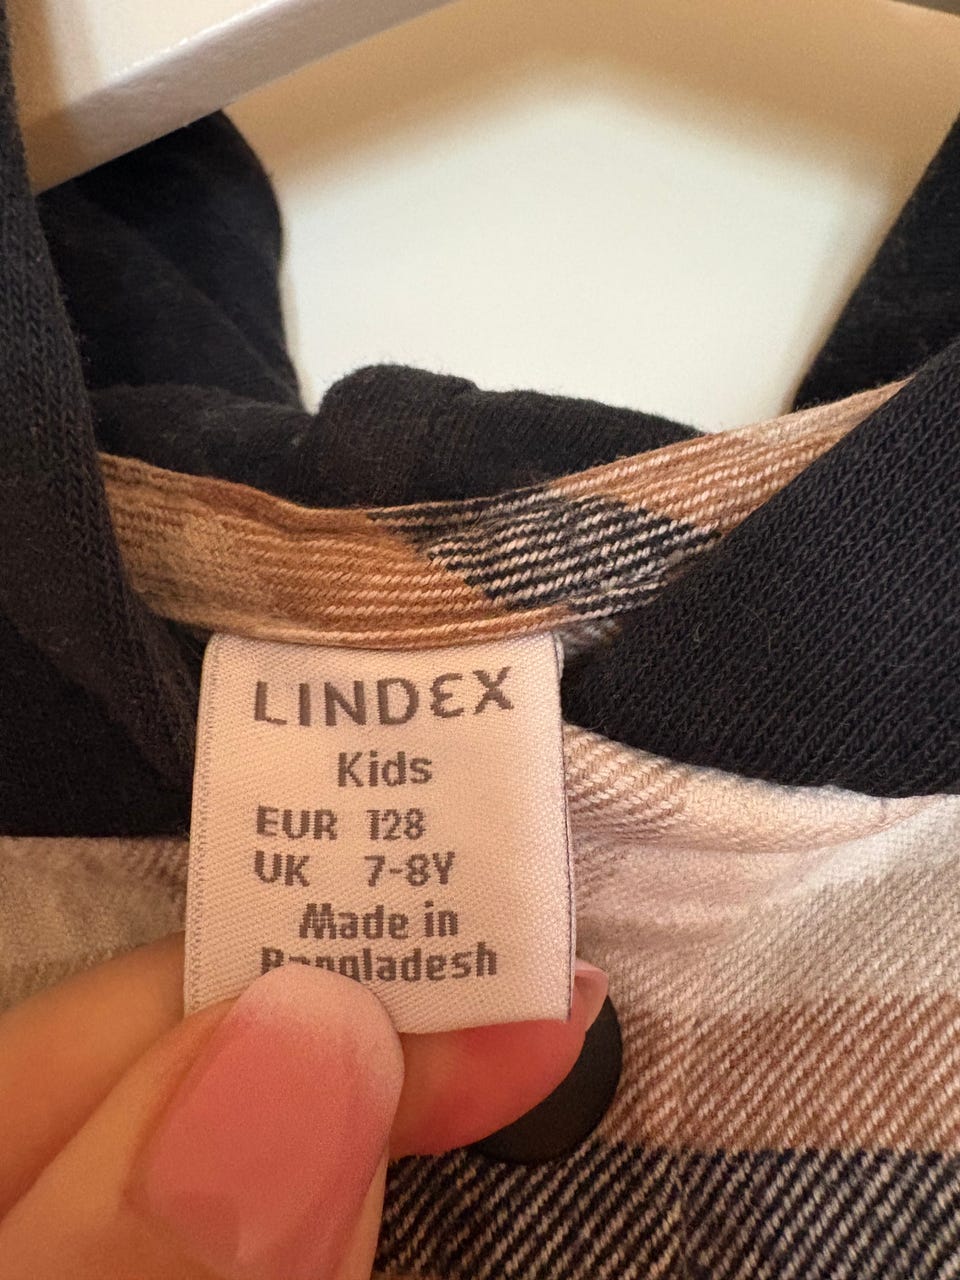 LINDEX
Kids
EUR 128
UK 7-8Y
Made in
Bangladesh